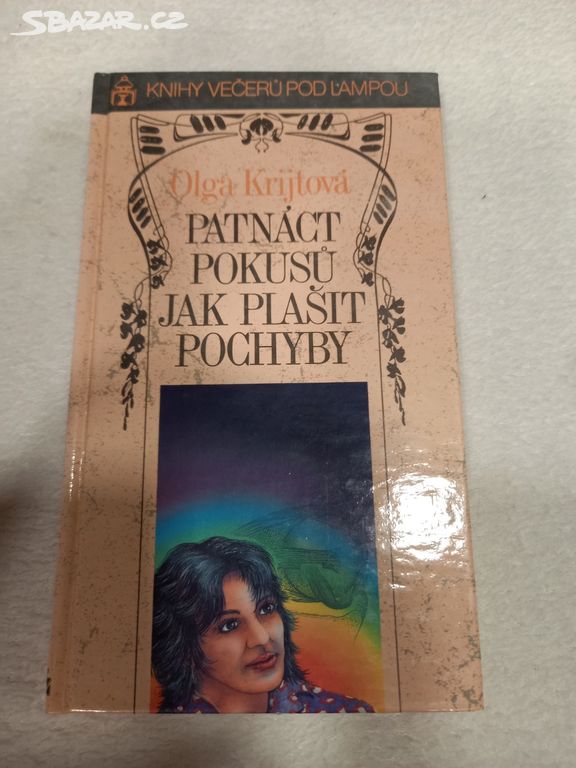 SBAZAR.CZ
KNIHY VEČERŮ POD LAMPOU
Olga Krijtová
PATNÁCT
POKUSŮ
JAK PLAŠIT
POCHYBY